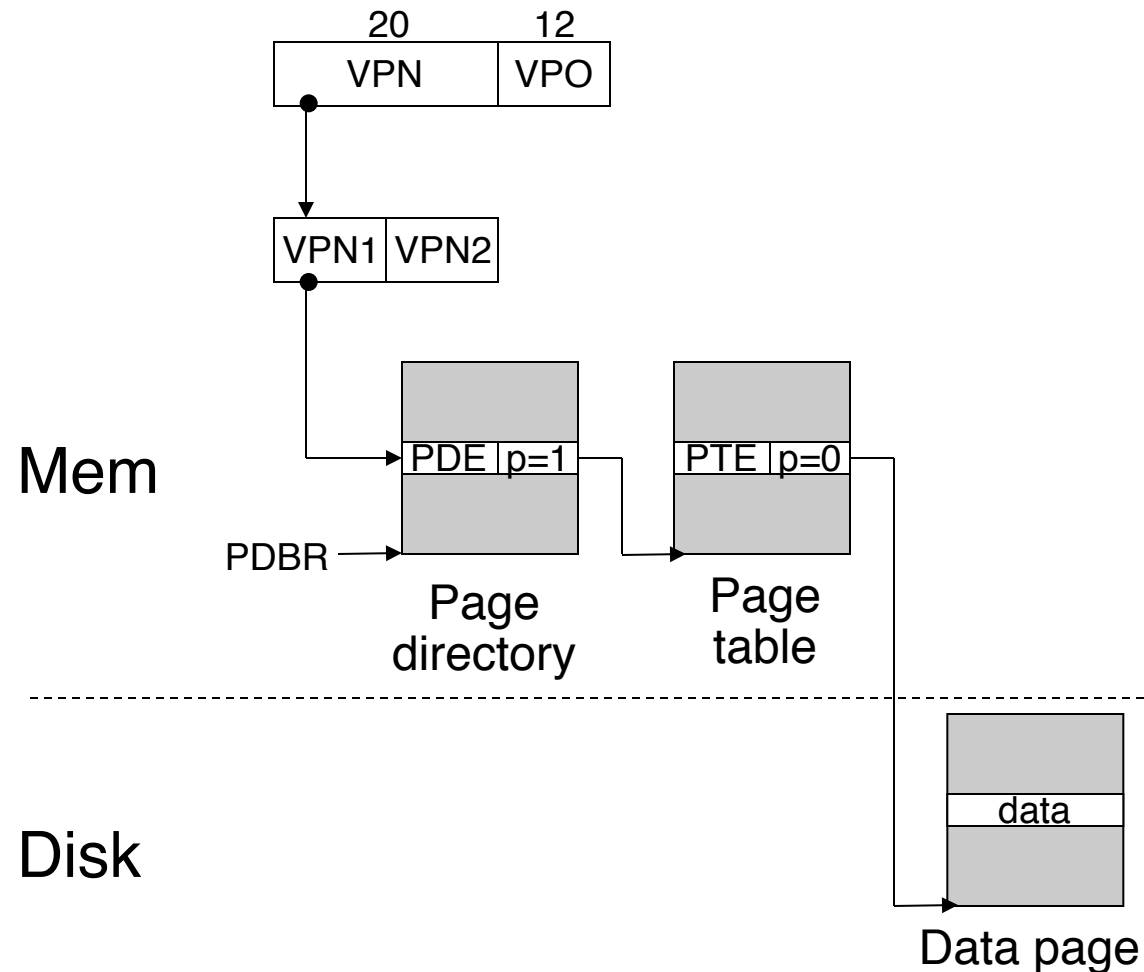 20 12
VPN VPO
VPN1 VPN2
Mem
PDE p=1 PTE p=0
PDBR
Page
directory
Page
table
data
Disk
Data page